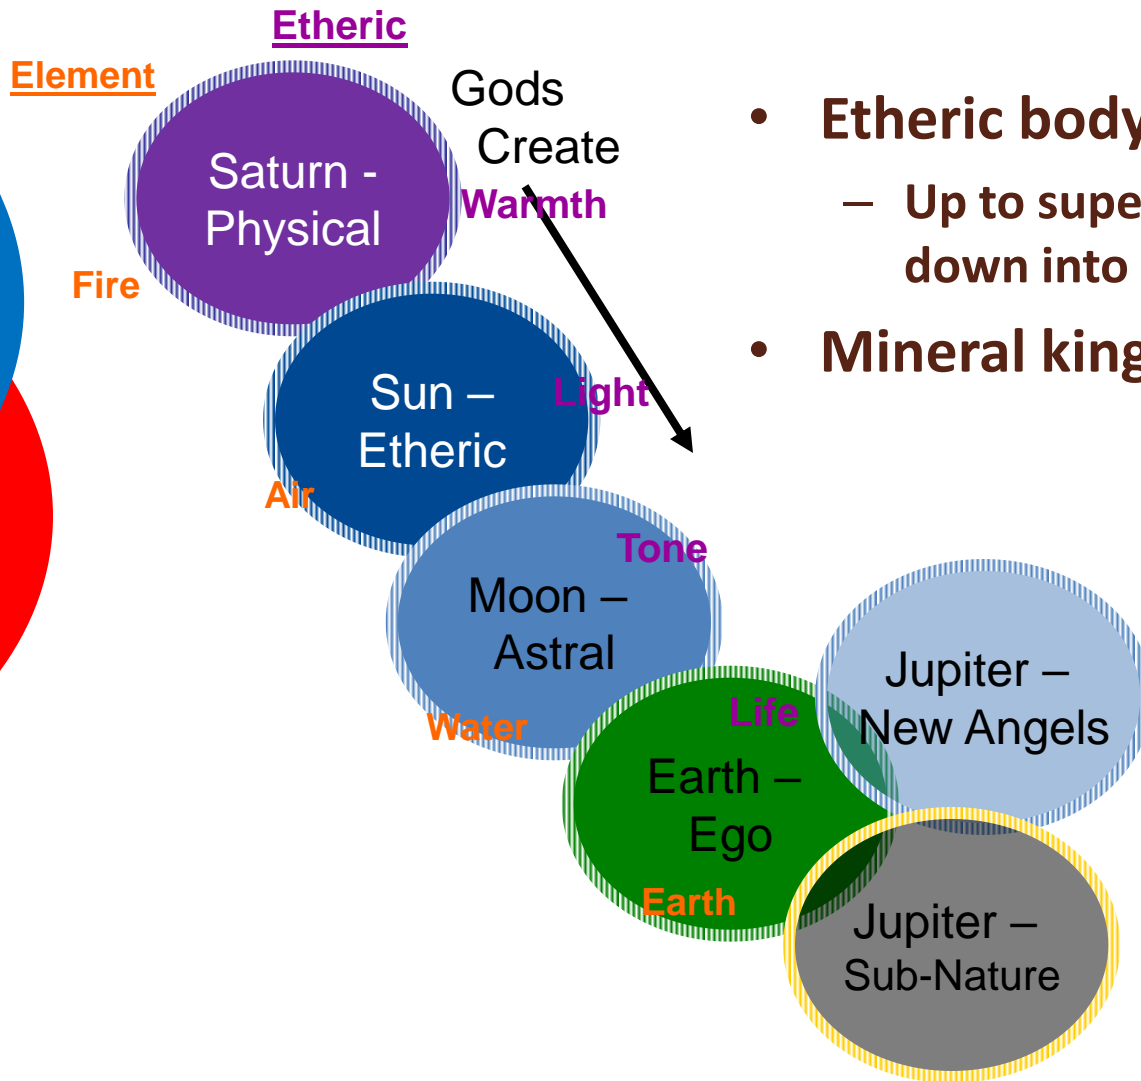 Etheric
Element
Gods
Create
Saturn -
Physical
Warmth
Fire
Sun –
Etheric
Light
Air
Tone
Moon –
Astral
Water
Life
Earth –
Ego
Earth
Jupiter –
New Angels
Jupiter –
Sub-Nature
• Etheric body
– Up to supe
down into
• Mineral king